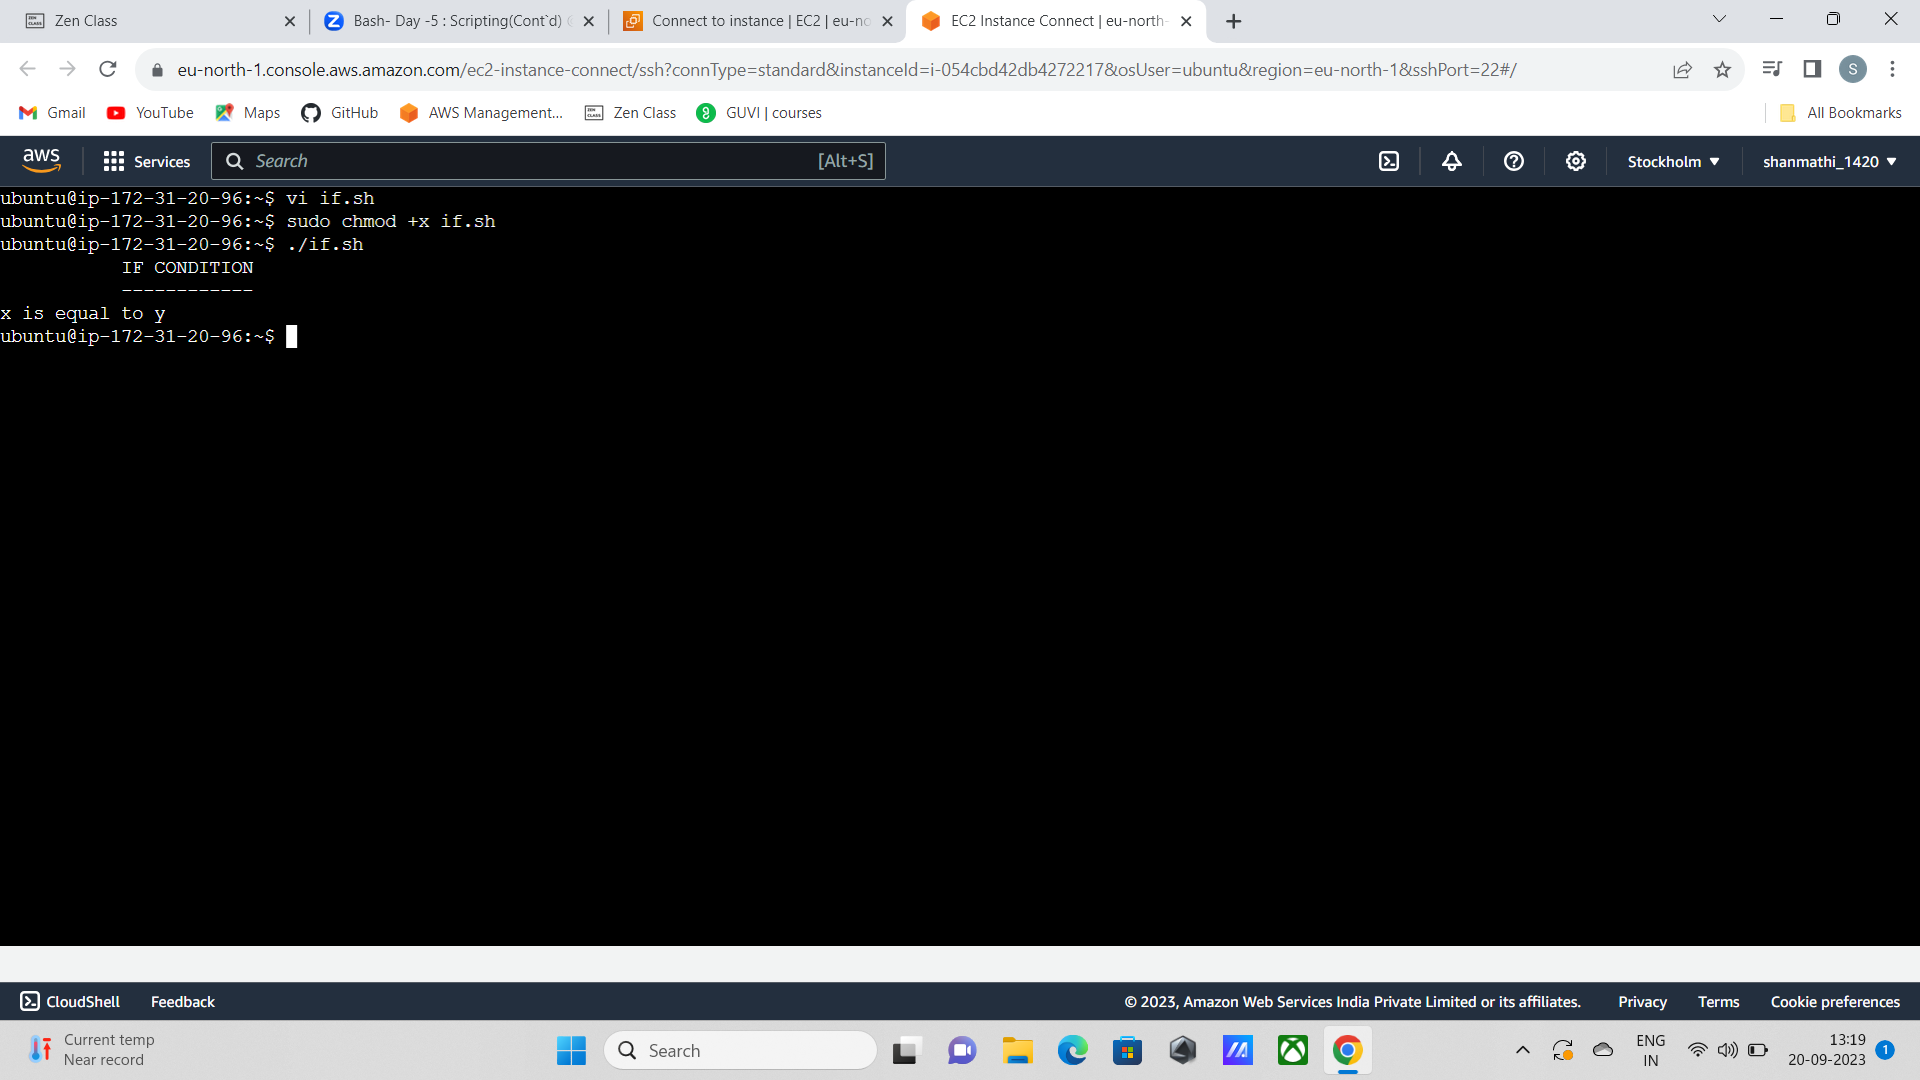 Zen Class
Bash- Day -5 : Scripting(Cont`d)
Connect to instance | EC2 | eu-no
EC2 Instance Connect | eu-north-
eu-north-1.console.aws.amazon.com/ec2-instance-connect/ssh?connType=standard&instanceId=i-054cbd42db4272217&osUser=ubuntu&region=eu-north-1&sshPort=22#/
S
Gmail
YouTube
Maps
GitHub
AWS Management...
Zen Class
GUVI | courses
All Bookmarks
aws
Services
Search
[Alt+S]
Stockholm
shanmathi_1420
ubuntu@ip-172-31-20-96:~$ vi if.sh
ubuntu@ip-172-31-20-96:~$ sudo chmod +x if.sh
ubuntu@ip-172-31-20-96:~$ ./if.sh
IF CONDITION
------------
x is equal to y
ubuntu@ip-172-31-20-96:~$
CloudShell
Feedback
© 2023, Amazon Web Services India Private Limited or its affiliates.
Privacy
Terms
Cookie preferences
Current temp
Near record
Search
ENG
IN
13:19
20-09-2023
1